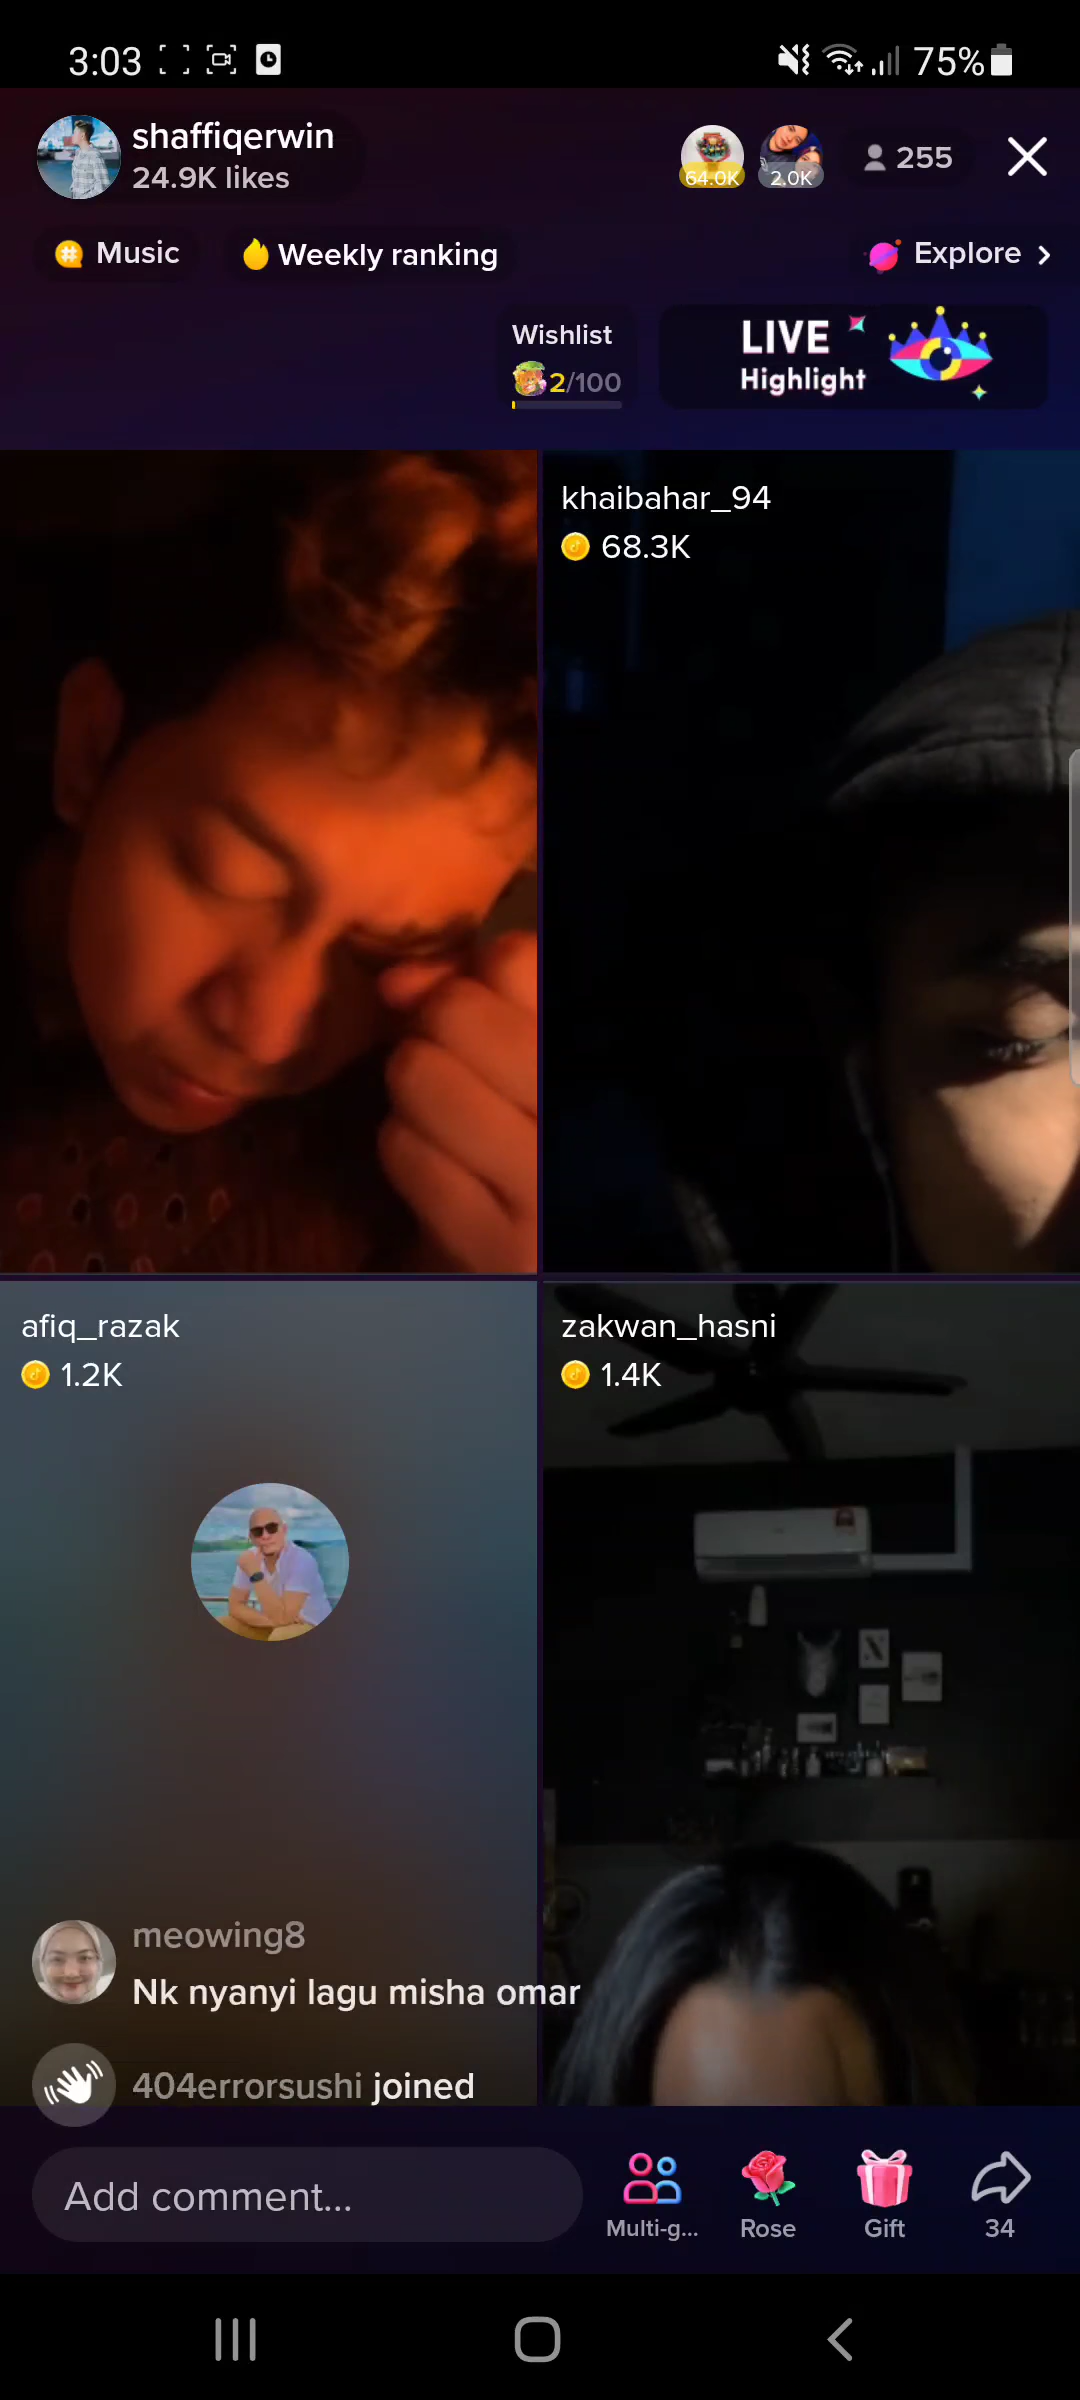 3:03
75%
shaffiqerwin
24.9K likes
64.0K
2.0K
255
Music
Weekly ranking
Explore
Wishlist
2/100
LIVE
Highlight
khaibahar_94
68.3K
afiq_razak
1.2K
zakwan_hasni
1.4K
meowing8
Nk nyanyi lagu misha omar
404errorsushi joined
Add comment...
Multi-g...
Rose
Gift
34